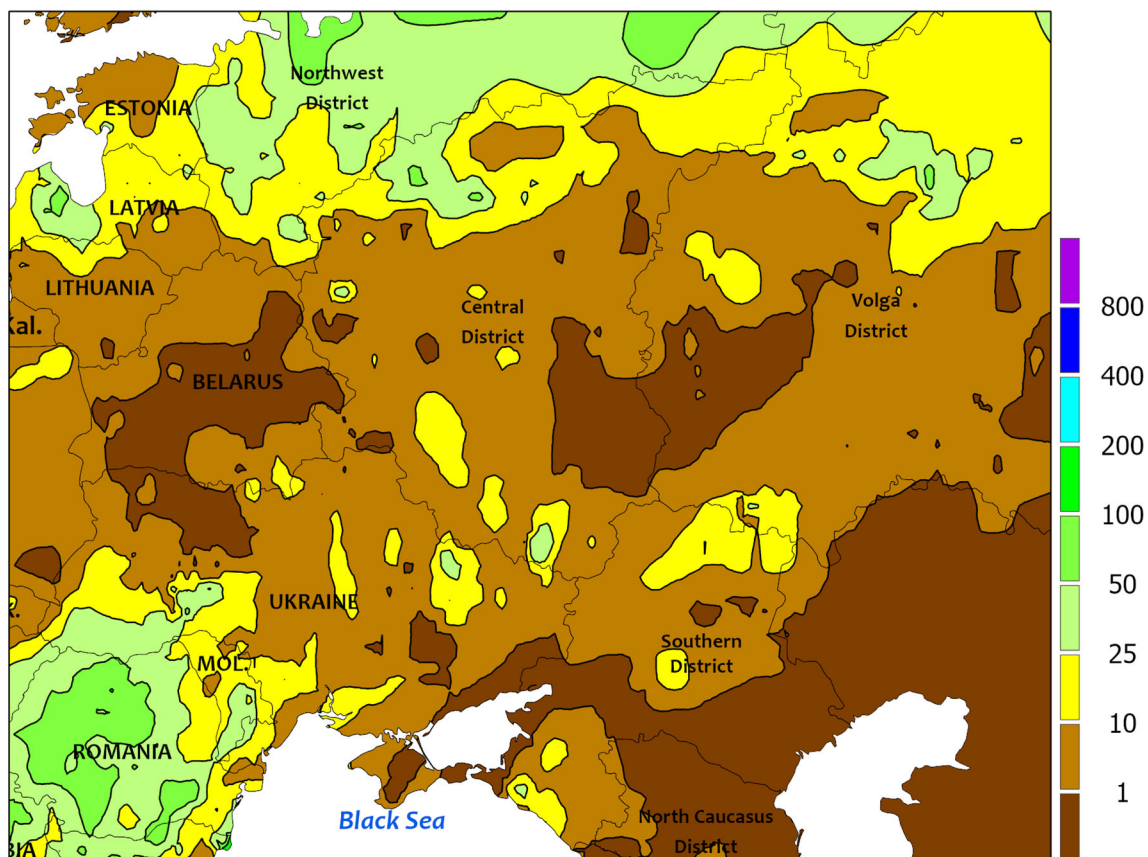 Northwest
District
ESTONIA
LATVIA
LITHUANIA
Kal.
Central
District
Volga
District
BELARUS
UKRAINE
MOL.
Southern
District
ROMANIA
Black Sea
North Caucasus
District
BIA
800
400
200
100
50
25
10
1